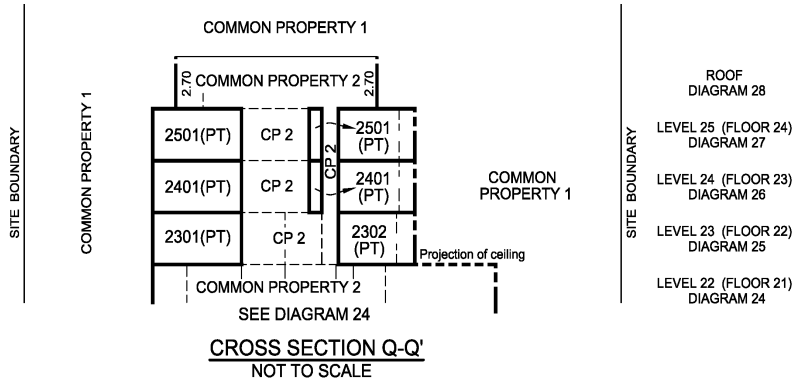 COMMON PROPERTY 1
2.70
COMMON PROPERTY 2
2.70
ROOF
DIAGRAM 28
SITE BOUNDARY
COMMON PROPERTY 1
2501(PT)
CP 2
CP 2
2501
(PT)
LEVEL 25 (FLOOR 24)
DIAGRAM 27
2401(PT)
CP 2
2401
(PT)
COMMON
PROPERTY 1
SITE BOUNDARY
LEVEL 24 (FLOOR 23)
DIAGRAM 26
2301(PT)
CP 2
2302
(PT)
Projection of ceiling
LEVEL 23 (FLOOR 22)
DIAGRAM 25
COMMON PROPERTY 2
LEVEL 22 (FLOOR 21)
DIAGRAM 24
SEE DIAGRAM 24
CROSS SECTION Q-Q'
NOT TO SCALE